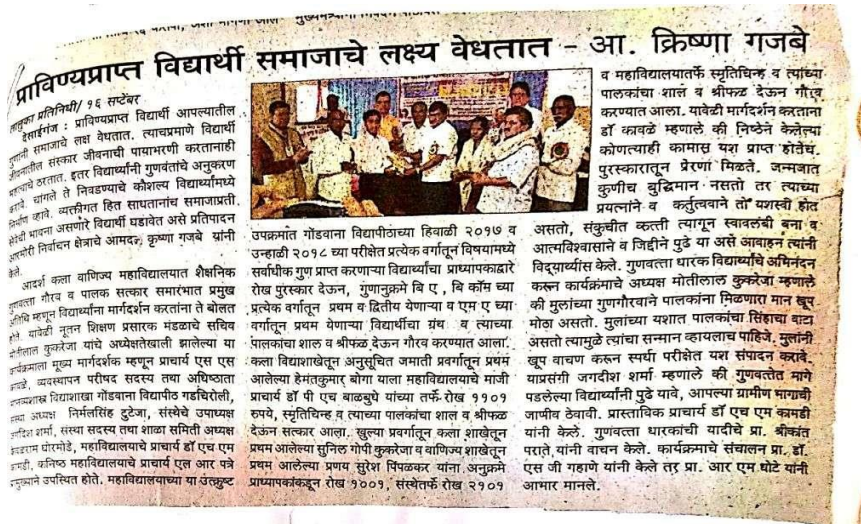 प्राविण्यप्राप्त विद्यार्थी समाजाचे लक्ष्य वेधतात – आ. क्रिष्णा गजबे
तालुका प्रतिनिधी/ १६ सप्टेंबर
देसाईगंज : प्राविण्यप्राप्त विद्यार्थी आपल्यातील
गुणांनी समाजाचे लक्ष वेधतात. त्याचप्रमाणे विद्यार्थी
जीवनातील संस्कार जीवनाची पायाभरणी करतानाही
महत्वाचे ठरतात. इतर विद्यार्थ्यांनी गुणवंतांचे अनुकरण
करावे. चांगले ते निवडण्याचे कौशल्य विद्यार्थ्यांमध्ये
निर्माण व्हावे. व्यक्तीगत हित साधतानांच समाजाप्रती
सेवेची भावना असणारे विद्यार्थी घडावेत असे प्रतिपादन
आरमोरी निर्वाचन क्षेत्राचे आमदार कृष्णा गजबे यांनी
केले.
आदर्श कला वाणिज्य महाविद्यालयात शैक्षनिक
गुणवत्ता गौरव व पालक सत्कार समारंभात प्रमुख
अतिथि म्हणून विद्यार्थ्यांना मार्गदर्शन करतांना ते बोलत
होते. यावेळी नूतन शिक्षण प्रसारक मंडळाचे सचिव
मोतीलाल कुकरेजा यांचे अध्यक्षतेखाली झालेल्या या
कार्यक्रमाला मुख्य मार्गदर्शक म्हणून प्राचार्य एस एस
कावळे, व्यवस्थापन परीषद सदस्य तथा अधिष्ठाता
विद्याशाखा गोंडवाना विद्यापीठ गडचिरोली,
संस्था अध्यक्ष निर्मलसिंह टुटेजा, संस्थेचे उपाध्यक्ष
जगदिश शर्मा, संस्था सदस्य तथा शाळा समिती अध्यक्ष
घोरमोडे, महाविद्यालयाचे प्राचार्य डॉ एच एम
कामडी, कनिष्ठ महाविद्यालयाचे प्राचार्य एल आर पत्रे
प्रमुख्याने उपस्थित होते. महाविद्यालयाच्या या उत्कृष्ट
उपक्रमांत गोंडवाना विद्यापीठाच्या हिवाळी २०१७ व
उन्हाळी २०१८ च्या परीक्षेत प्रत्येक वर्गातून विषयामध्ये
सर्वाधीक गुण प्राप्त करणाऱ्या विद्यार्थ्यांचा प्राध्यापकाद्वारे
रोख पुरस्कार देऊन, गुंणानुक्रमे बि ए , बि कॉम च्या
प्रत्येक वर्गातून प्रथम व द्वितीय येणाऱ्या व एम ए च्या
वर्गातून प्रथम येणाऱ्या विद्यार्थीचा ग्रंथ व त्याच्या
पालकांचा शाल व श्रीफळ देऊन गौरव करण्यात आला.
कला विद्याशाखेतून अनुसूचित जमाती प्रवर्गातून प्रथम
आलेल्या हेमंतकुमार बोगा याला महाविद्यालयाचे माजी
प्राचार्य डॉ पी एच बाळबुधे यांच्या तर्फे रोख ११०१
रुपये, स्मृतिचिन्ह व त्याच्या पालकांचा शाल व श्रीफळ
देऊन सत्कार आला. खुल्या प्रवर्गातून कला शाखेतून
प्रथम आलेल्या सुनिल गोपी कुकरेजा व वाणिज्य शाखेतून
प्रथम आलेल्या प्रणय सुरेश पिंपळकर यांना अनुक्रमे
प्राध्यापकांकडून रोख १००१, संस्थेतर्फे रोख २१०१
व महाविद्यालयातर्फे स्मृतिचिन्ह व त्यांच्या
पालकांचा शाल व श्रीफळ देऊन गौरव
करण्यात आला. यावेळी मार्गदर्शन करताना
डॉ कावळे म्हणाले की निष्ठेने केलेल्या
कोणत्याही कामास यश प्राप्त होतेच.
पुरस्कारातून प्रेरणा मिळते. जन्मजात
कुणीच बुद्धिमान नसतो तर त्याच्या
प्रयत्नाने व कर्तुत्वाने तो यशस्वी होत
असतो, संकुचीत वृत्ती त्यागून स्वावलंबी बना व
आत्मविश्वासाने व जिद्दीने पुढे या असे आवाहन त्यांनी
विद्यार्थ्यांस केले. गुणवत्ता धारक विद्यार्थ्यांचे अभिनंदन
करून कार्यक्रमाचे अध्यक्ष मोतीलाल कुकरेजा म्हणाले
की मुलांच्या गुणगौरवाने पालकांना मिळणारा मान खूप
मोठा असतो. मुलांच्या यशात पालकांचा सिंहाचा वाटा
असतो त्यामुळे त्यांचा सन्मान व्हायलाच पाहिजे. मुलांनी
खूप वाचण करून स्पर्धा परीक्षेत यश संपादन करावे.
याप्रसंगी जगदीश शर्मा म्हणाले की गुणवत्तेत मागे
पडलेल्या विद्यार्थ्यांनी पुढे यावे, आपल्या ग्रामीण मागाची
जाणीव ठेवावी. प्रास्ताविक प्राचार्य डॉ एच एम कामडी
यांनी केले. गुणंवत्ता धारकांची यादीचे प्रा. श्रीकांत
पराते यांनी वाचन केले. कार्यक्रमाचे संचालन प्रा. डॉ.
एस जी गहाणे यांनी केले तर प्रा. आर एम धोटे यांनी
आभार मानले.